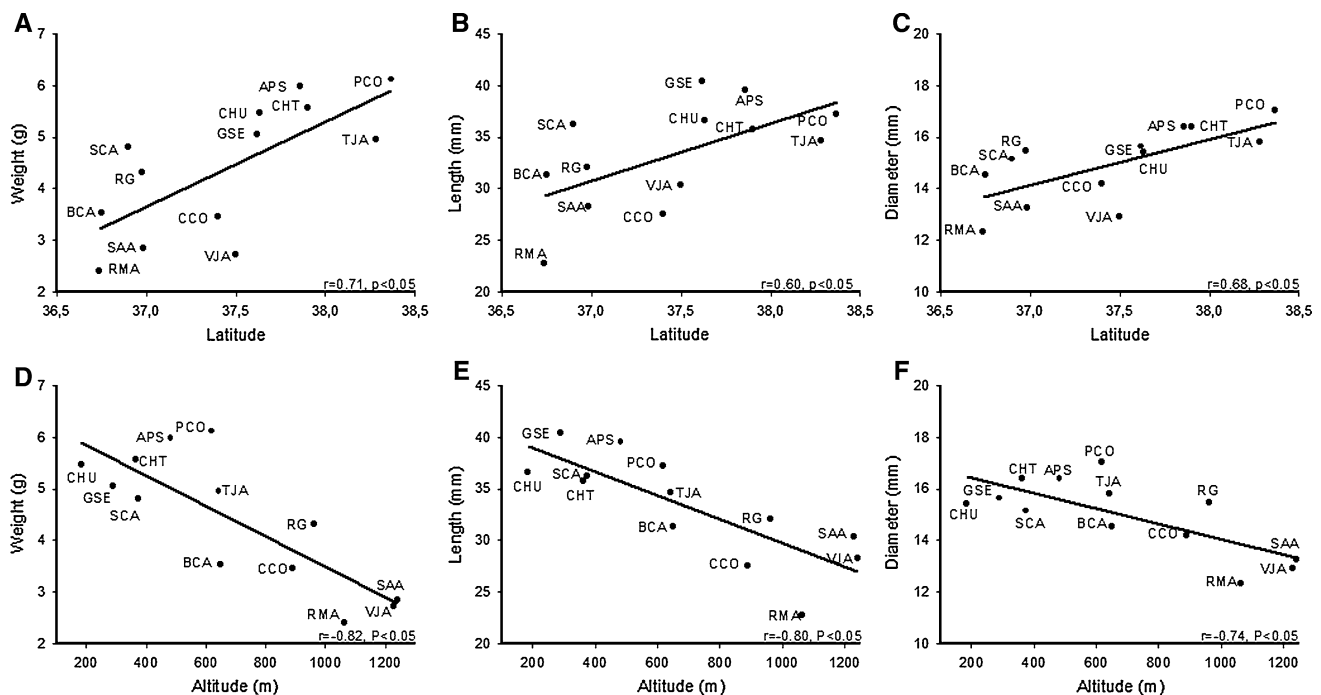 A
Weight (g)
7
6
5
4
3
2
36,5
37,0
37,5
38,0
38,5
Latitude
PCO
APS
CHT
CHU
GSE
TJA
SCA
RG
BCA
CCO
SAA
VJA
RMA
r=0.71, p<0,05
B
Length (mm)
45
40
35
30
25
20
36,5
37,0
37,5
38,0
38,5
Latitude
GSE
APS
CHU
CHT
PCO
SCA
TJA
RG
BCA
VJA
SAA
CCO
RMA
r=0.60, p<0.05
C
Diameter (mm)
20
18
16
14
12
10
36,5
37,0
37,5
38,0
38,5
Latitude
PCO
APS
CHT
TJA
RG
SCA
GSE
CHU
BCA
CCO
SAA
VJA
RMA
r=0.68, p<0.05
D
Weight (g)
7
6
5
4
3
2
200
400
600
800
1000
1200
Altitude (m)
PCO
APS
CHT
CHU
GSE
SCA
TJA
RG
BCA
CCO
SAA
VJA
RMA
r=-0.82, P<0.05
E
Length (mm)
45
40
35
30
25
20
200
400
600
800
1000
1200
Altitude (m)
GSE
APS
PCO
SCA
CHU
CHT
TJA
RG
BCA
SAA
CCO
VJA
RMA
r=-0.80, P<0.05
F
Diameter (mm)
20
18
16
14
12
10
200
400
600
800
1000
1200
Altitude (m)
PCO
CHT
APS
TJA
GSE
CHU
SCA
RG
BCA
CCO
SAA
VJA
RMA
r=-0.74, P<0.05